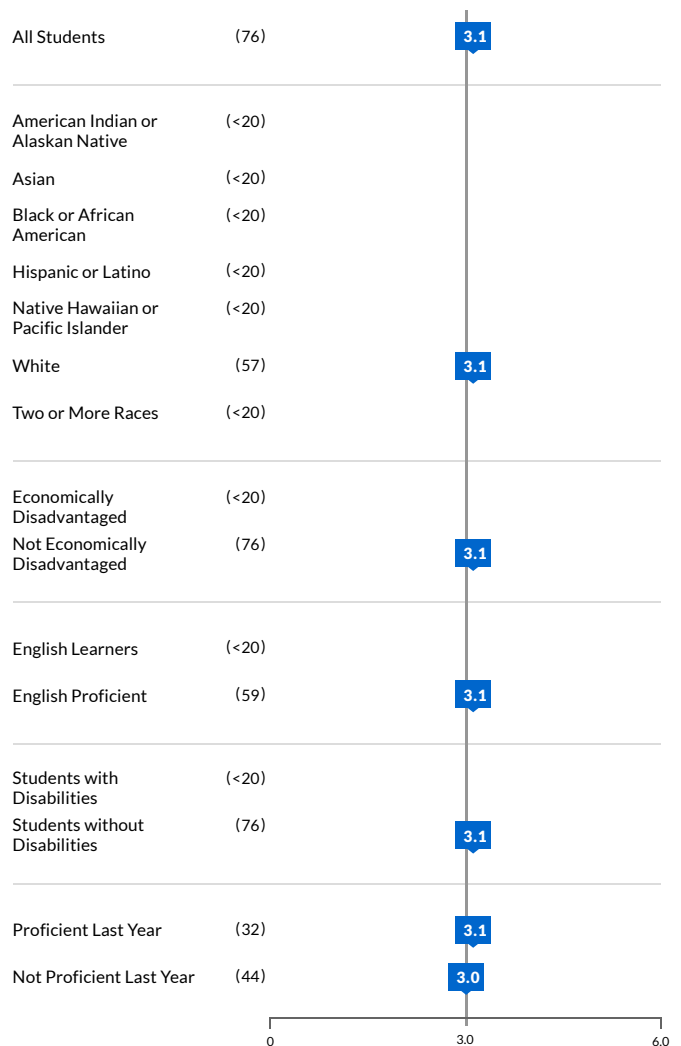 All Students (76) 3.1
American Indian or (<20)
Alaskan Native
Asian (<20)
Black or African (<20)
American
Hispanic or Latino (<20)
Native Hawaiian or (<20)
Pacific Islander
White (57) 3.1
Two or More Races (<20)
Economically (<20)
Disadvantaged
Not Economically (76) 3.1
Disadvantaged
English Learners (<20)
English Proficient (59) 3.1
Students with (<20)
Disabilities
Students without (76) 3.1
Disabilities
Proficient Last Year (32) 3.1
Not Proficient Last Year (44) 3.0
0 3.0 6.0